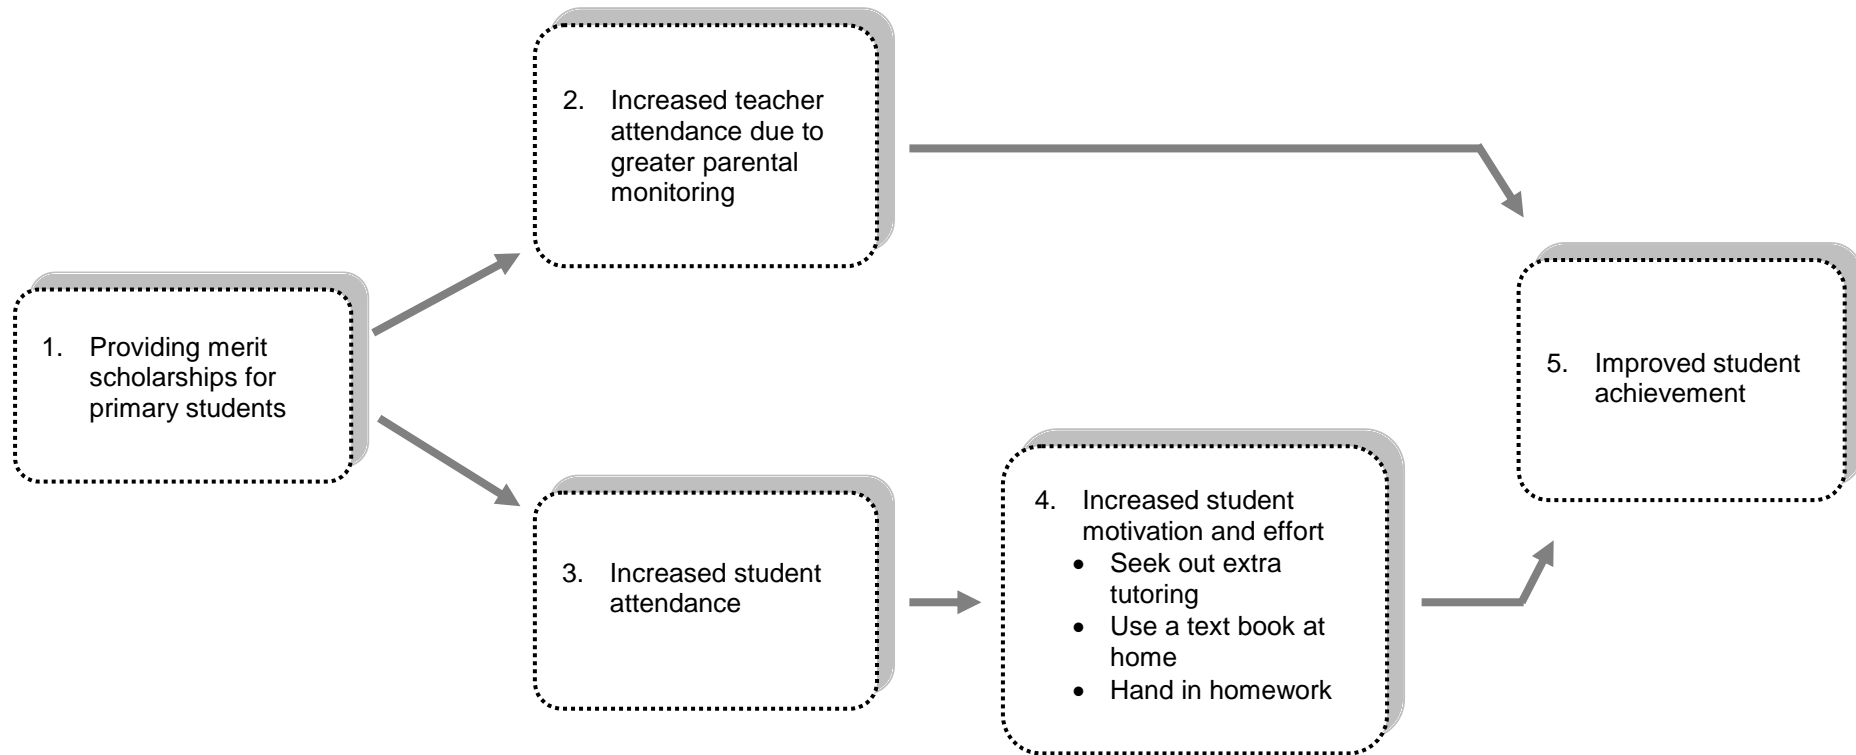 1. Providing merit
scholarships for
primary students
2. Increased teacher
attendance due to
greater parental
monitoring
3. Increased student
attendance
4. Increased student
motivation and effort
• Seek out extra
tutoring
• Use a text book at
home
• Hand in homework
5. Improved student
achievement